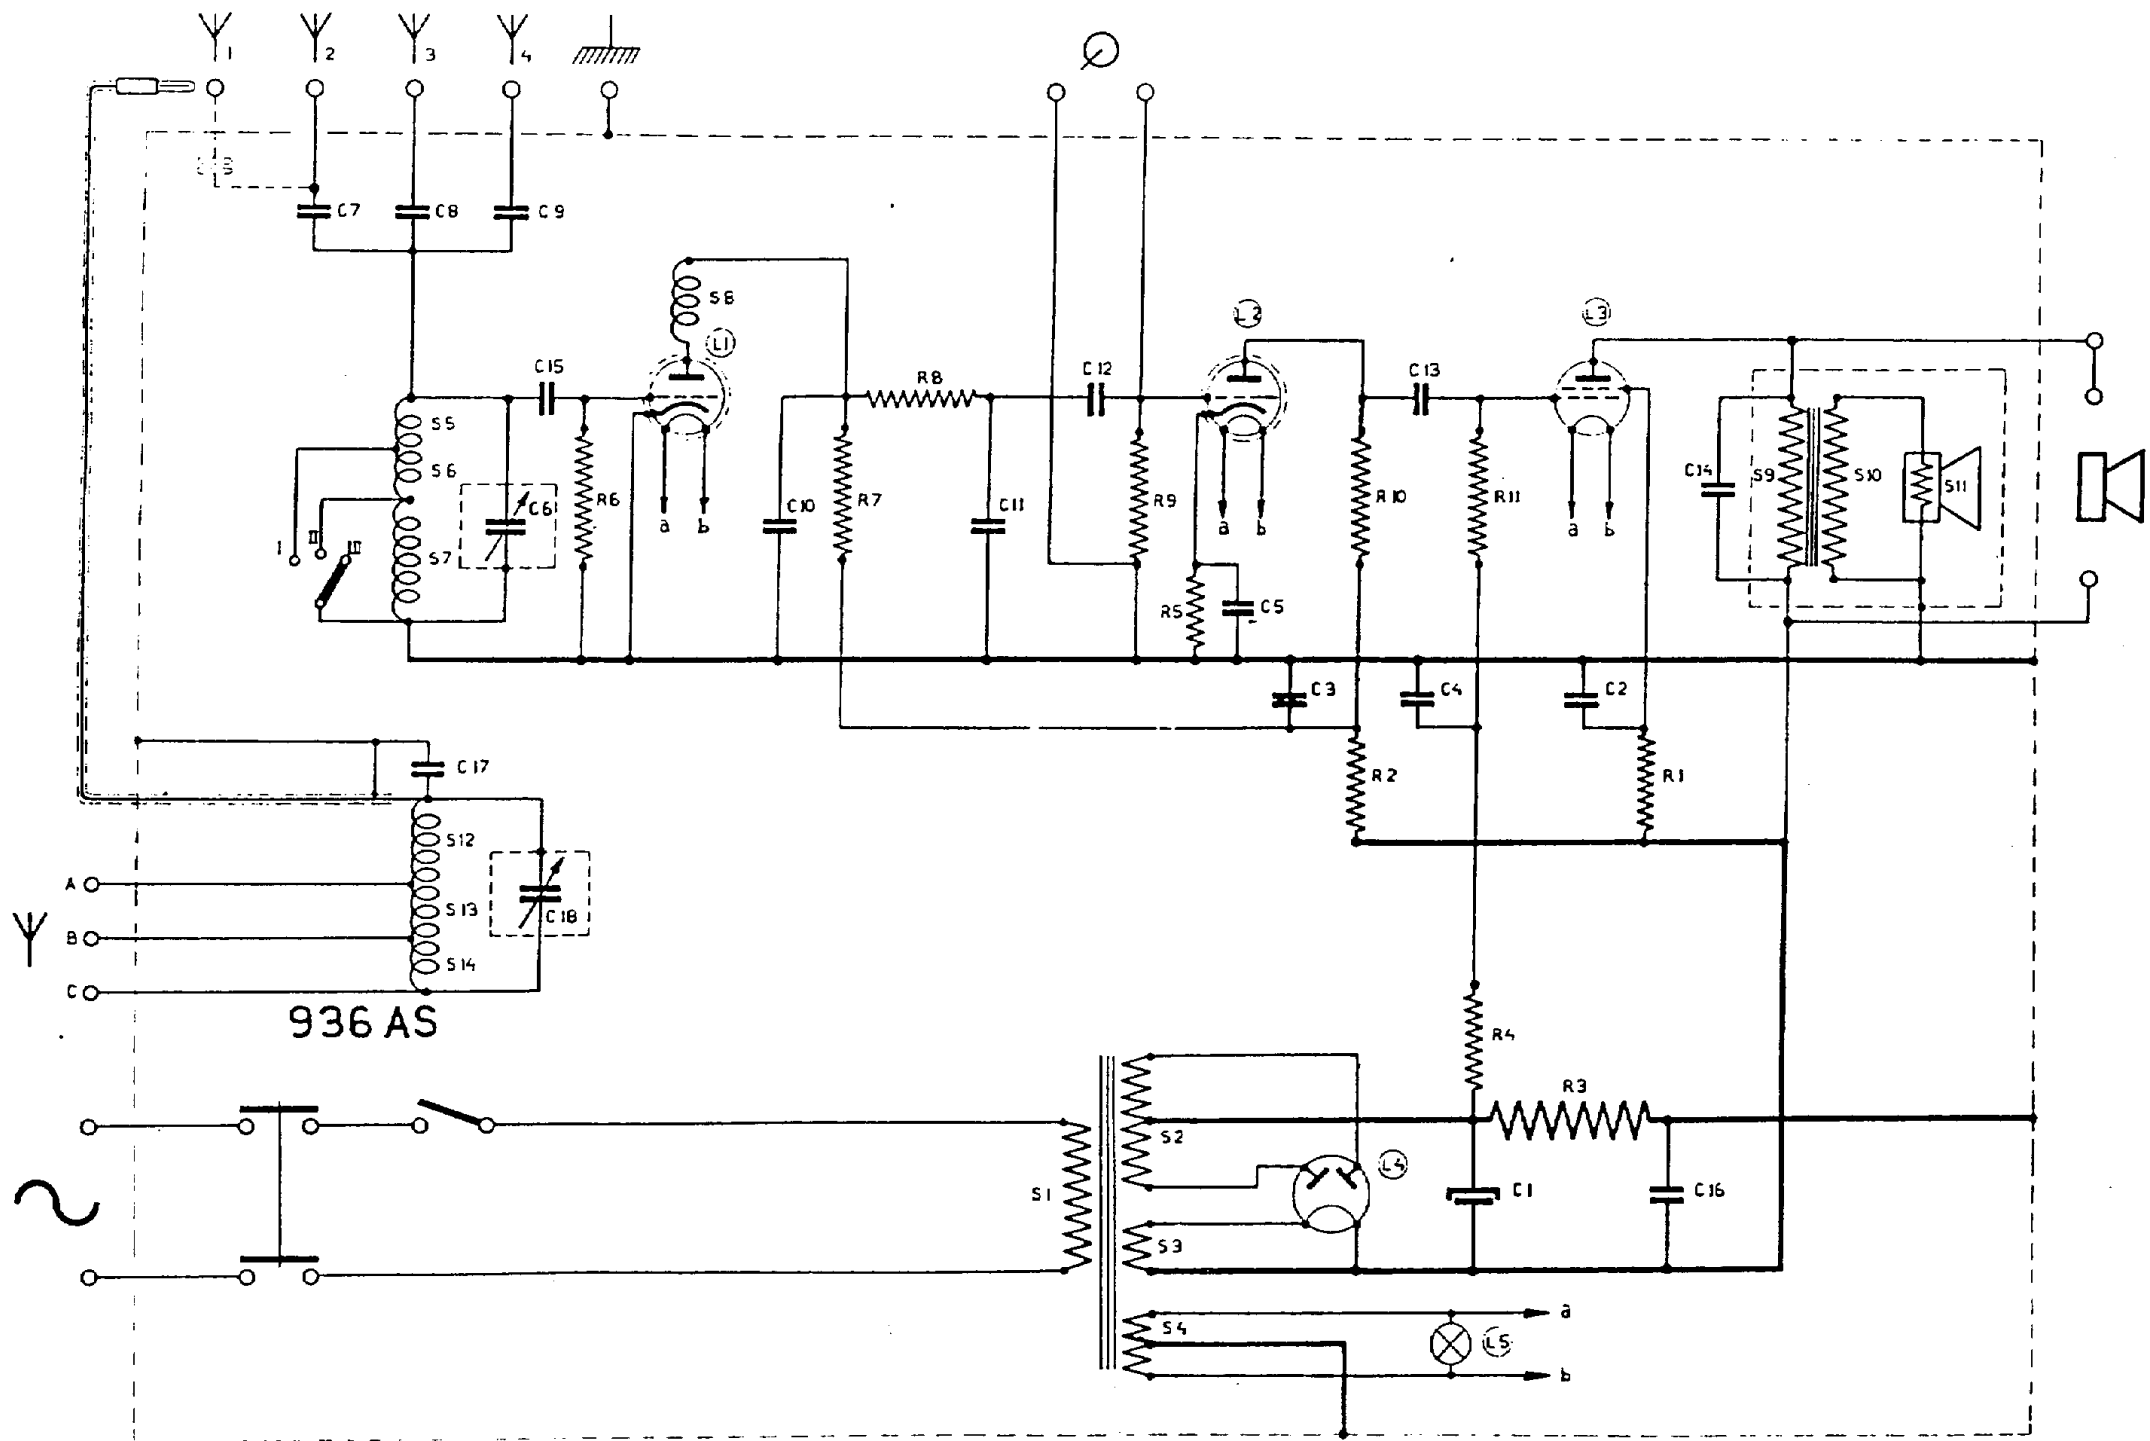 1 2 3 4
C7 C8 C9
S8 L1 L2 L3
C15 R8 C12 C13
S5
S6 C14 S9 S10 S11
C6 R6 C10 R7 C11 R9 R10 R11
a b a b a b
I II III S7
R5 C5
C3 C4 C2
C17 R2 R1
S12
A
S13 C18
B
S14
C
936 AS
R4
R3
S2
L4
S1 C1 C16
S3
a
S4 L5
b